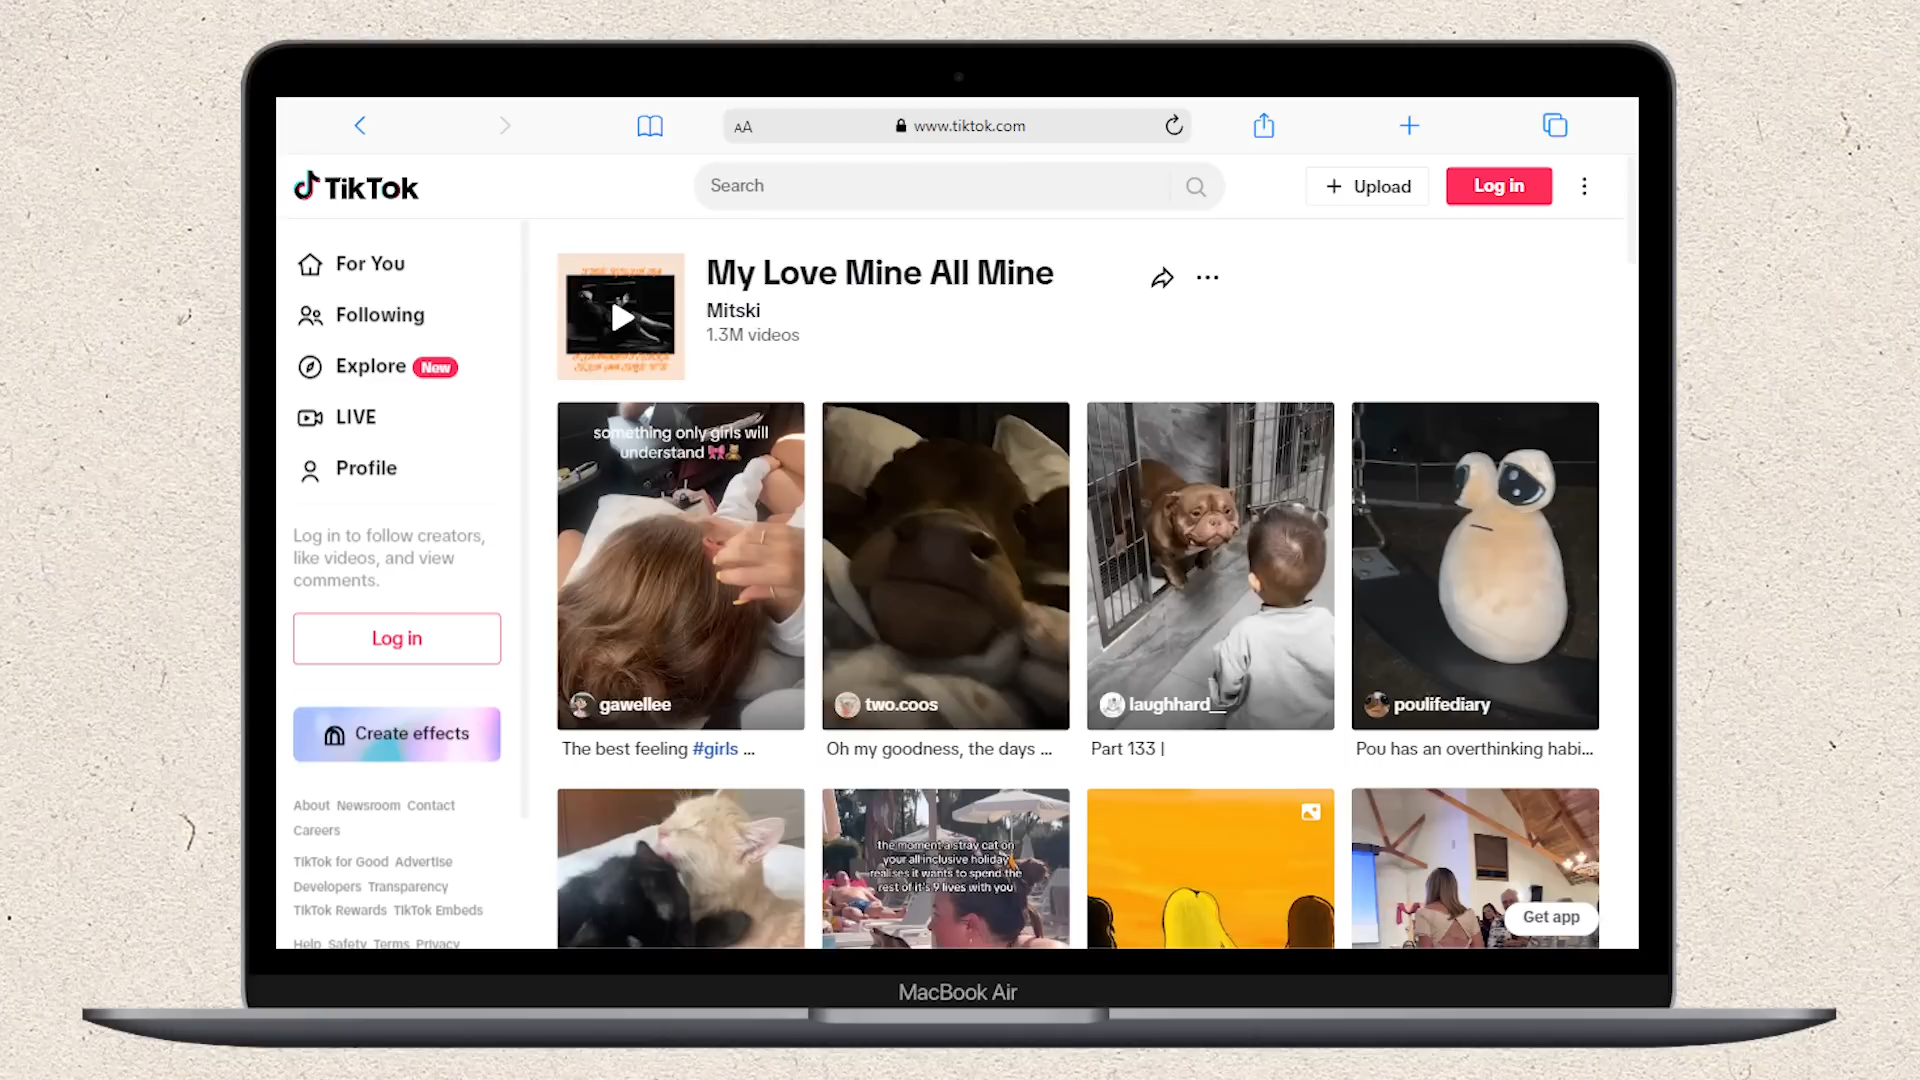 AA
www.tiktok.com
TikTok
Search
Upload
Log in
For You
Following
Explore New
LIVE
Profile
Log in to follow creators,
like videos, and view
comments.
Log in
Create effects
About Newsroom Contact
Careers
TikTok for Good Advertise
Developers Transparency
TikTok Rewards TikTok Embeds
Help Safety Terms Privacy
My Love Mine All Mine
Mitski
1.3M videos
something only girls will
understand 🎀🧸
gawellee
The best feeling #girls ...
two.coos
Oh my goodness, the days ...
laughhard__
Part 133 |
poulifediary
Pou has an overthinking habi...
the moment a stray cat on
your all inclusive holiday
realises it wants to spend the
rest of it's 9 lives with you
Get app
MacBook Air